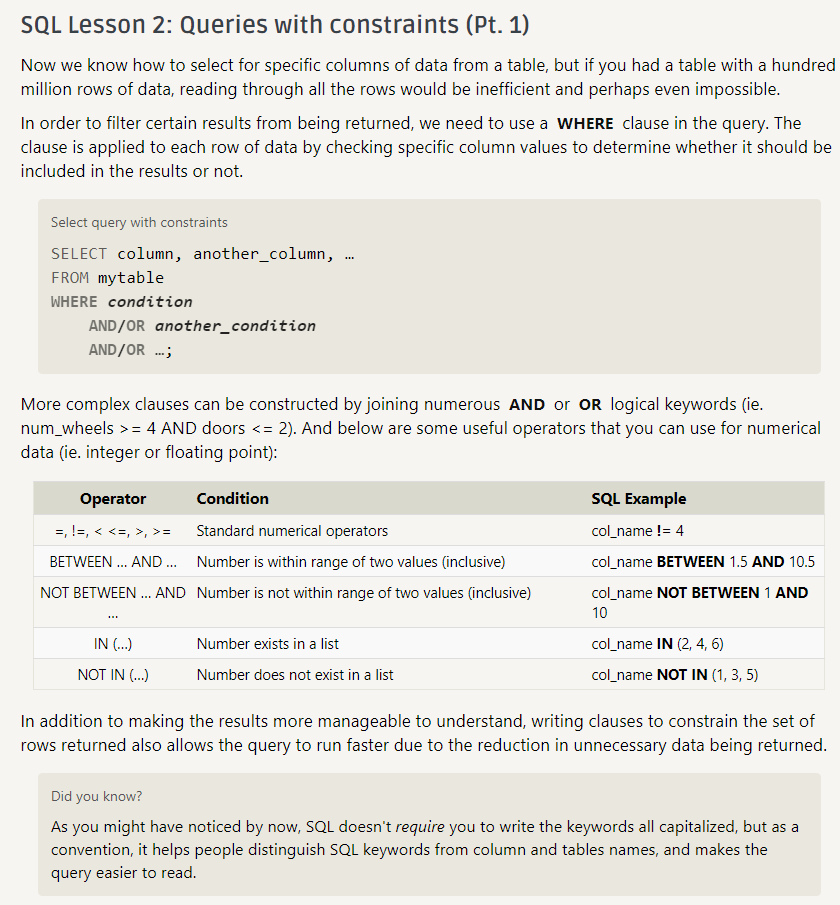 SQL Lesson 2: Queries with constraints (Pt. 1)
Now we know how to select for specific columns of data from a table, but if you had a table with a hundred
million rows of data, reading through all the rows would be inefficient and perhaps even impossible.
In order to filter certain results from being returned, we need to use a WHERE clause in the query. The
clause is applied to each row of data by checking specific column values to determine whether it should be
included in the results or not.
Select query with constraints
SELECT column, another_column, …
FROM mytable
WHERE condition
    AND/OR another_condition
    AND/OR …;
More complex clauses can be constructed by joining numerous AND or OR logical keywords (ie.
num_wheels >= 4 AND doors <= 2). And below are some useful operators that you can use for numerical
data (ie. integer or floating point):
Operator Condition SQL Example
=, !=, < <=, >, >= Standard numerical operators col_name != 4
BETWEEN … AND … Number is within range of two values (inclusive) col_name BETWEEN 1.5 AND 10.5
NOT BETWEEN … AND Number is not within range of two values (inclusive) col_name NOT BETWEEN 1 AND
… 10
IN (…) Number exists in a list col_name IN (2, 4, 6)
NOT IN (…) Number does not exist in a list col_name NOT IN (1, 3, 5)
In addition to making the results more manageable to understand, writing clauses to constrain the set of
rows returned also allows the query to run faster due to the reduction in unnecessary data being returned.
Did you know?
As you might have noticed by now, SQL doesn't require you to write the keywords all capitalized, but as a
convention, it helps people distinguish SQL keywords from column and tables names, and makes the
query easier to read.